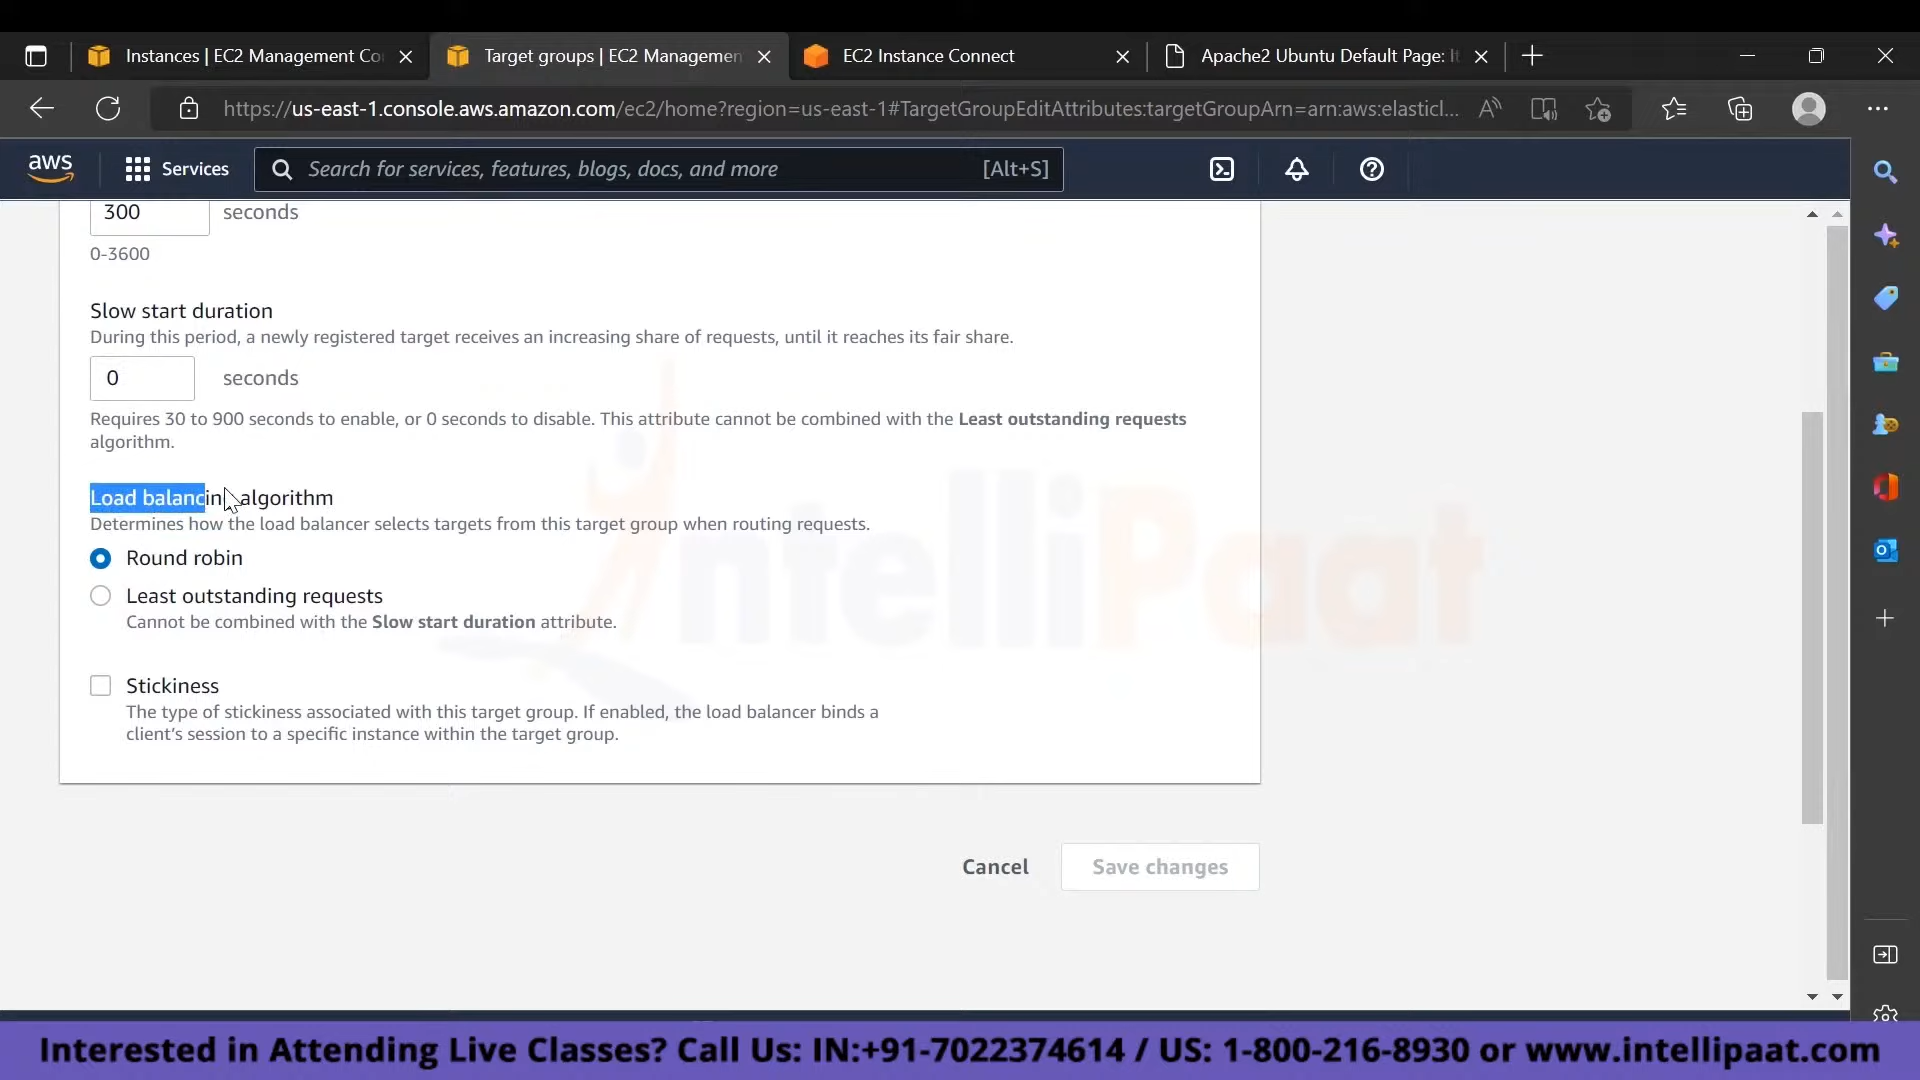 Instances | EC2 Management Co
Target groups | EC2 Managemen
EC2 Instance Connect
Apache2 Ubuntu Default Page: It
https://us-east-1.console.aws.amazon.com/ec2/home?region=us-east-1#TargetGroupEditAttributes:targetGroupArn=arn:aws:elasticl...
aws
Services
Search for services, features, blogs, docs, and more
[Alt+S]
300
seconds
0-3600
Slow start duration
During this period, a newly registered target receives an increasing share of requests, until it reaches its fair share.
0
seconds
Requires 30 to 900 seconds to enable, or 0 seconds to disable. This attribute cannot be combined with the Least outstanding requests
algorithm.
Load balancin algorithm
Determines how the load balancer selects targets from this target group when routing requests.
Round robin
Least outstanding requests
Cannot be combined with the Slow start duration attribute.
IntelliPaat
Stickiness
The type of stickiness associated with this target group. If enabled, the load balancer binds a
client's session to a specific instance within the target group.
Cancel
Save changes
Interested in Attending Live Classes? Call Us: IN:+91-7022374614 / US: 1-800-216-8930 or www.intellipaat.com